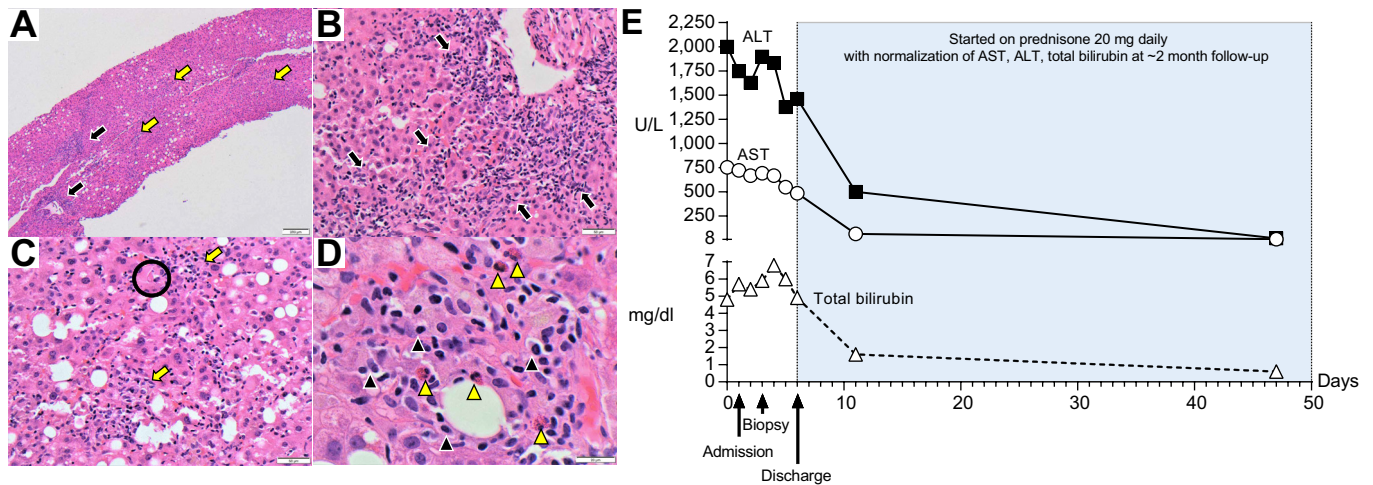 A
B
C
D
E
2,250
2,000
1,750
1,500
1,250
1,000
750
500
250
8
U/L
ALT
AST
Started on prednisone 20 mg daily
with normalization of AST, ALT, total bilirubin at ~2 month follow-up
7
6
5
4
3
2
1
0
mg/dl
Total bilirubin
0 10 20 30 40 50 Days
Biopsy
Admission
Discharge